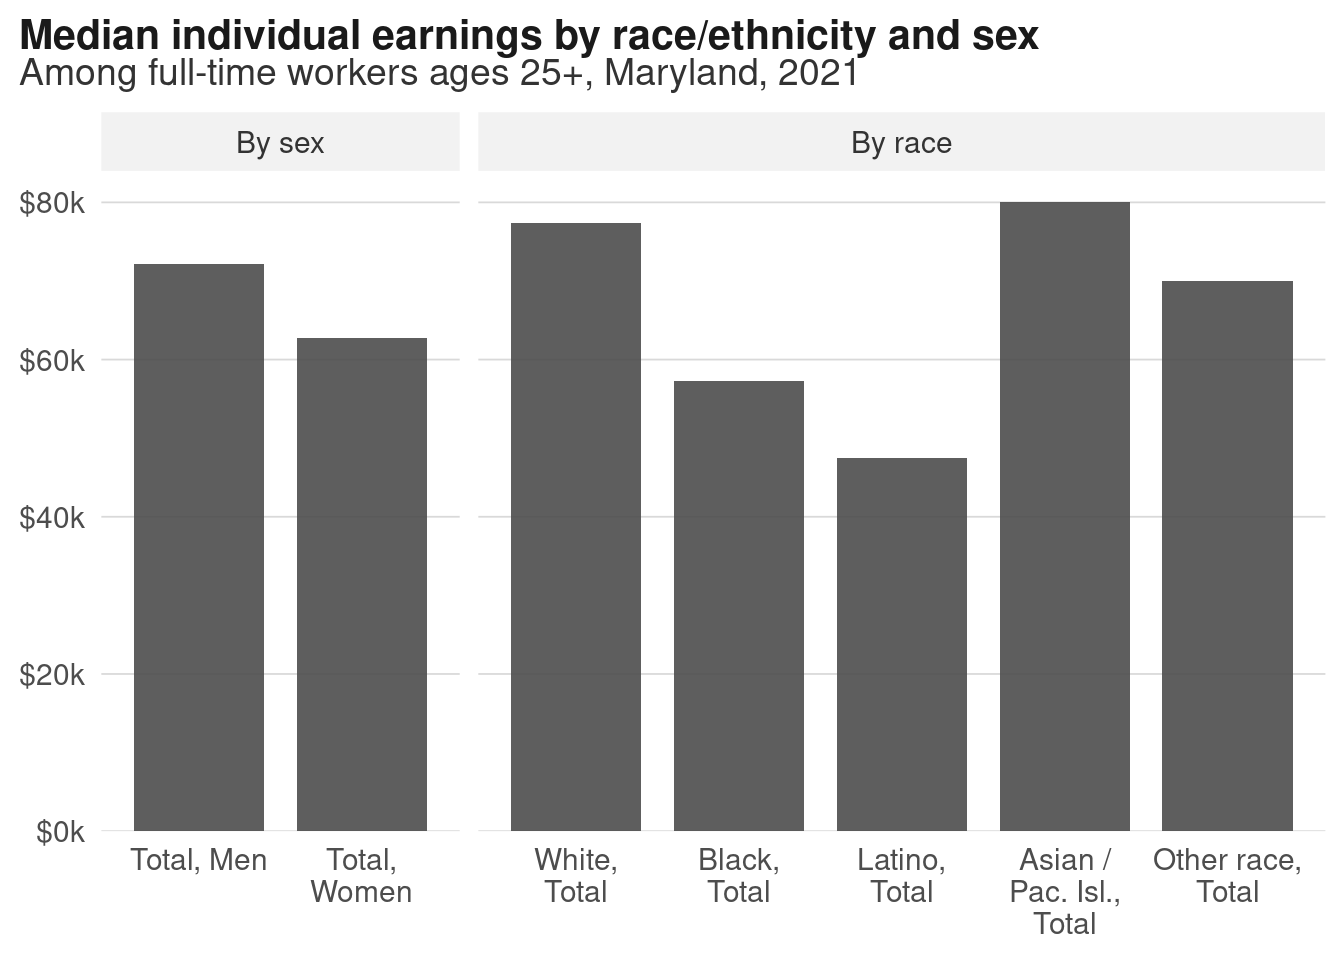 Median individual earnings by race/ethnicity and sex
Among full-time workers ages 25+, Maryland, 2021
By sex
By race
$80k
$60k
$40k
$20k
$0k
Total, Men
Total,
Women
White,
Total
Black,
Total
Latino,
Total
Asian /
Pac. Isl.,
Total
Other race,
Total